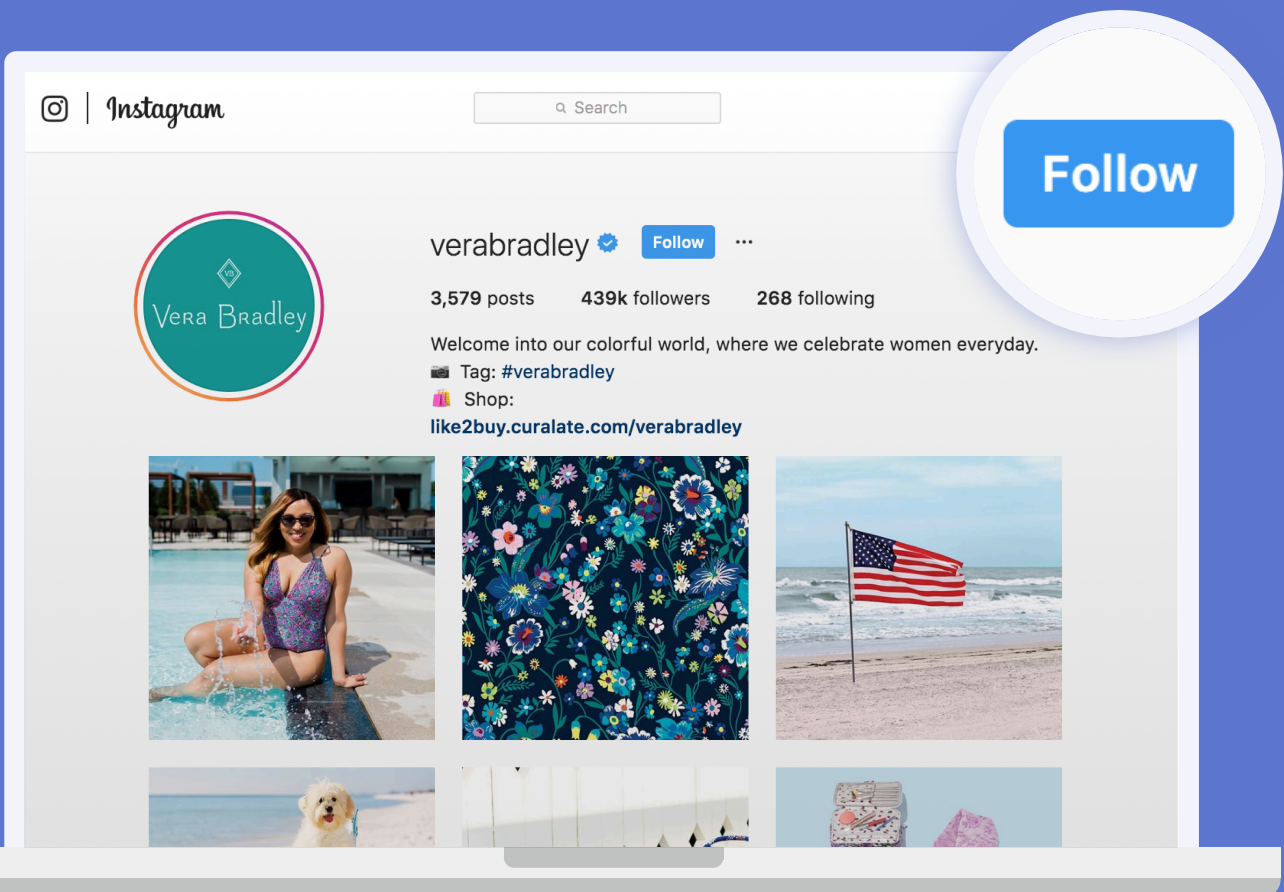 Instagram
Search
Follow
verabradley Follow ...
3,579 posts 439k followers 268 following
VB
Vera Bradley
Welcome into our colorful world, where we celebrate women everyday.
Tag: #verabradley
Shop:
like2buy.curalate.com/verabradley